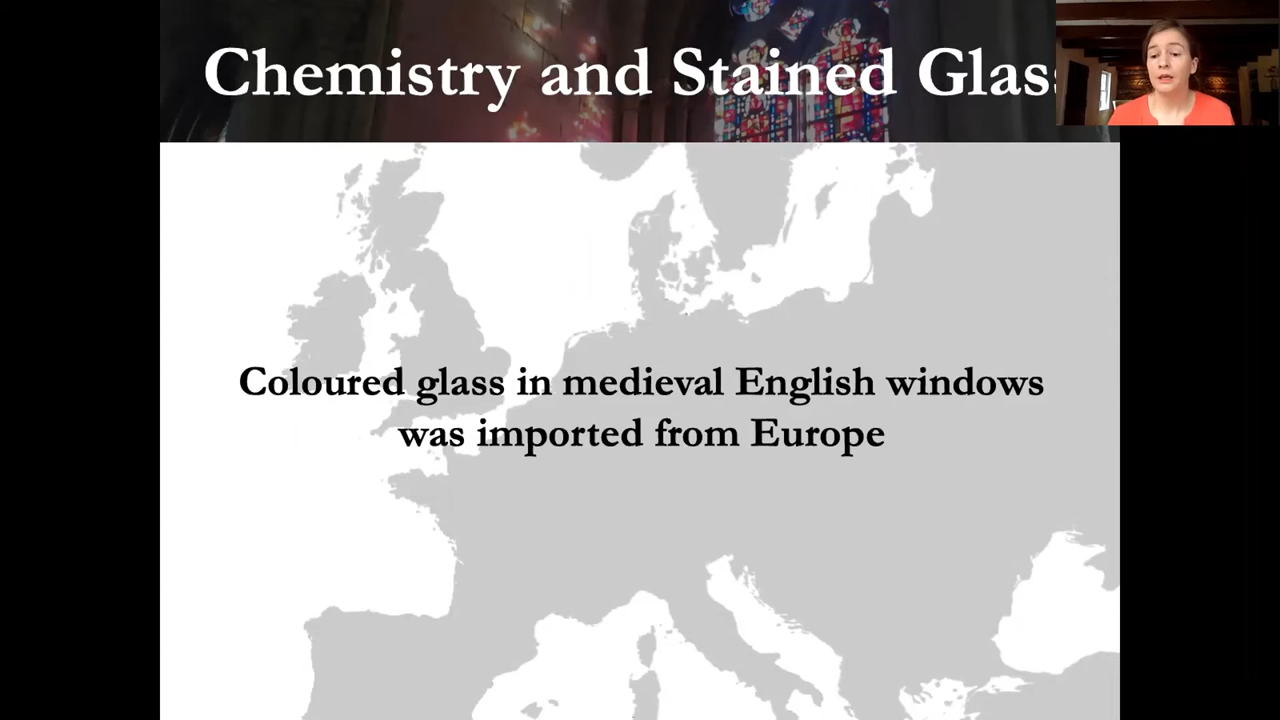 Chemistry and Stained Glas
Coloured glass in medieval English windows
was imported from Europe